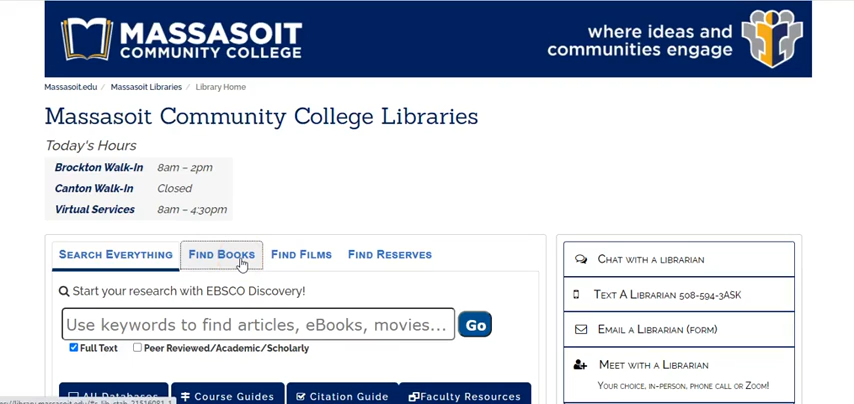 MASSASOIT
COMMUNITY COLLEGE
where ideas and
communities engage
Massasoit.edu / Massasoit Libraries / Library Home
Massasoit Community College Libraries
Today's Hours
Brockton Walk-In 8am – 2pm
Canton Walk-In Closed
Virtual Services 8am – 4:30pm
Search Everything Find Books Find Films Find Reserves
Start your research with EBSCO Discovery!
Use keywords to find articles, eBooks, movies... Go
Full Text Peer Reviewed/Academic/Scholarly
All Databases Course Guides Citation Guide Faculty Resources
Chat with a librarian
Text A Librarian 508-594-3ASK
Email a Librarian (form)
Meet with a Librarian
Your choice, in-person, phone call or Zoom!